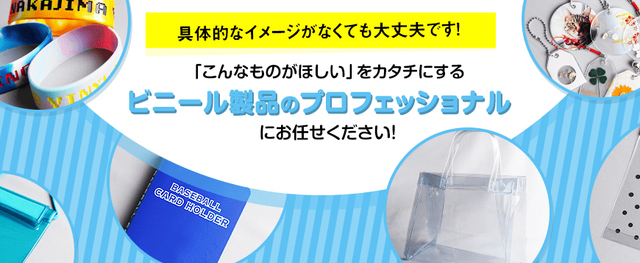 NAKAJIMA
具体的なイメージがなくても大丈夫です!
「こんなものがほしい」をカタチにする
ビニール製品のプロフェッショナル
にお任せください!
BASEBALL
CARD HOLDER